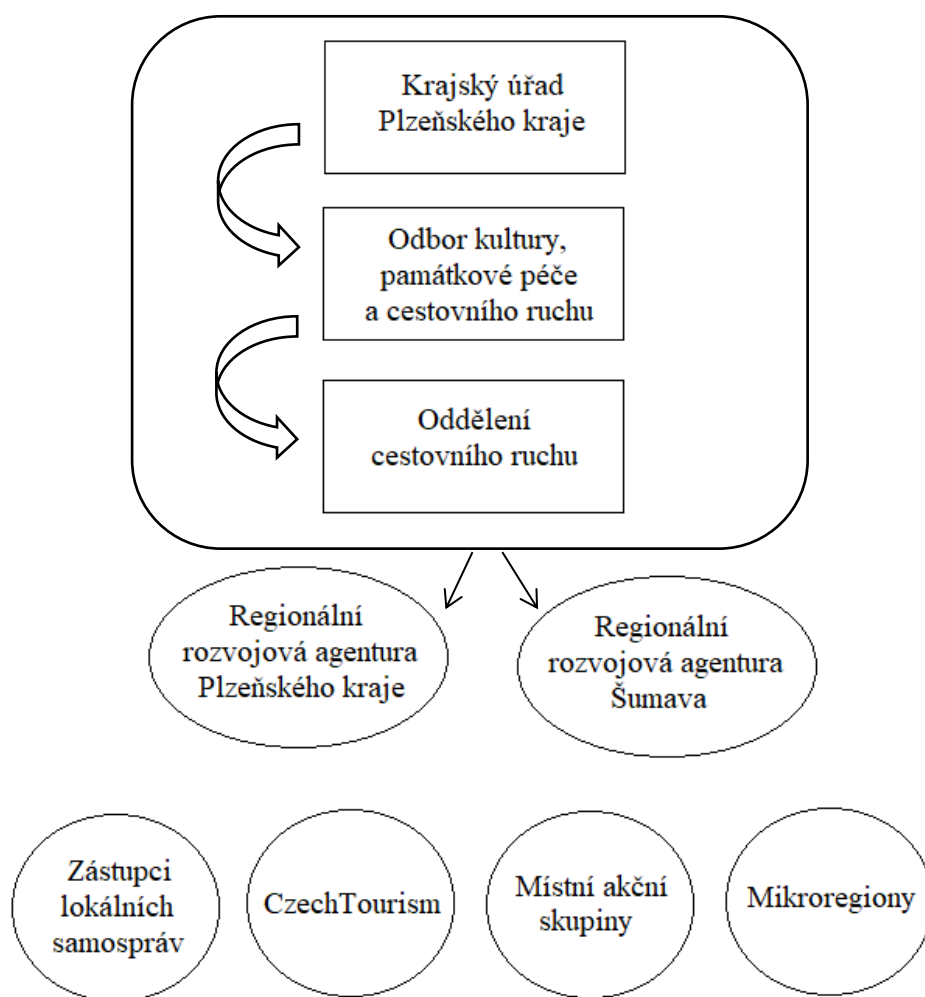 Krajský úřad
Plzeňského kraje
Odbor kultury,
památkové péče
a cestovního ruchu
Oddělení
cestovního ruchu
Regionální
rozvojová agentura
Plzeňského kraje
Regionální
rozvojová agentura
Šumava
Zástupci
lokálních
samospráv
CzechTourism
Místní akční
skupiny
Mikroregiony